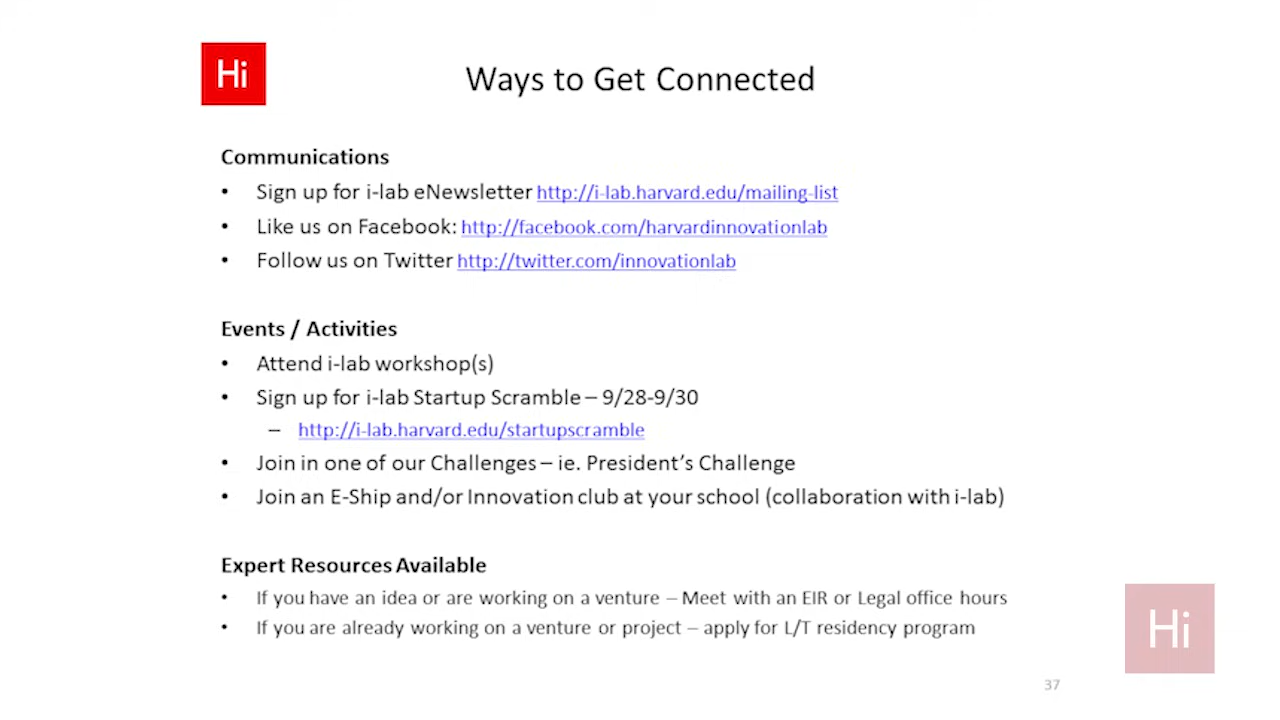 Hi
Ways to Get Connected
Communications
• Sign up for i-lab eNewsletter http://i-lab.harvard.edu/mailing-list
• Like us on Facebook: http://facebook.com/harvardinnovationlab
• Follow us on Twitter http://twitter.com/innovationlab
Events / Activities
• Attend i-lab workshop(s)
• Sign up for i-lab Startup Scramble – 9/28-9/30
– http://i-lab.harvard.edu/startupscramble
• Join in one of our Challenges – ie. President's Challenge
• Join an E-Ship and/or Innovation club at your school (collaboration with i-lab)
Expert Resources Available
• If you have an idea or are working on a venture – Meet with an EIR or Legal office hours
• If you are already working on a venture or project – apply for L/T residency program
Hi
37